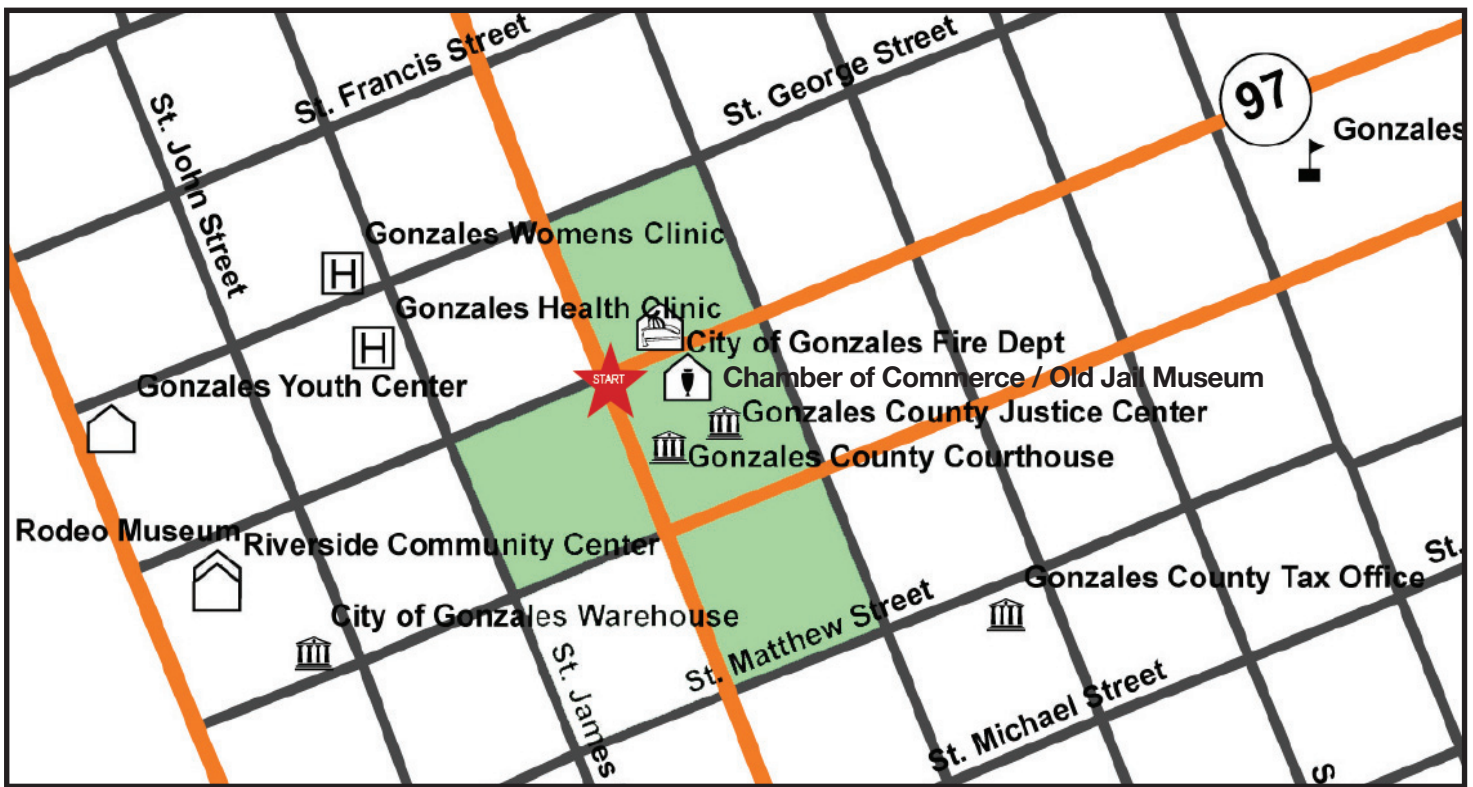 St. Francis Street
St. George Street
97
Gonzales
St. John Street
Gonzales Womens Clinic
H
Gonzales Health Clinic
H
City of Gonzales Fire Dept
START
Chamber of Commerce / Old Jail Museum
Gonzales Youth Center
Gonzales County Justice Center
Gonzales County Courthouse
Rodeo Museum
Riverside Community Center
St.
Gonzales County Tax Office
City of Gonzales Warehouse
St. Matthew Street
St. James
St. Michael Street
S